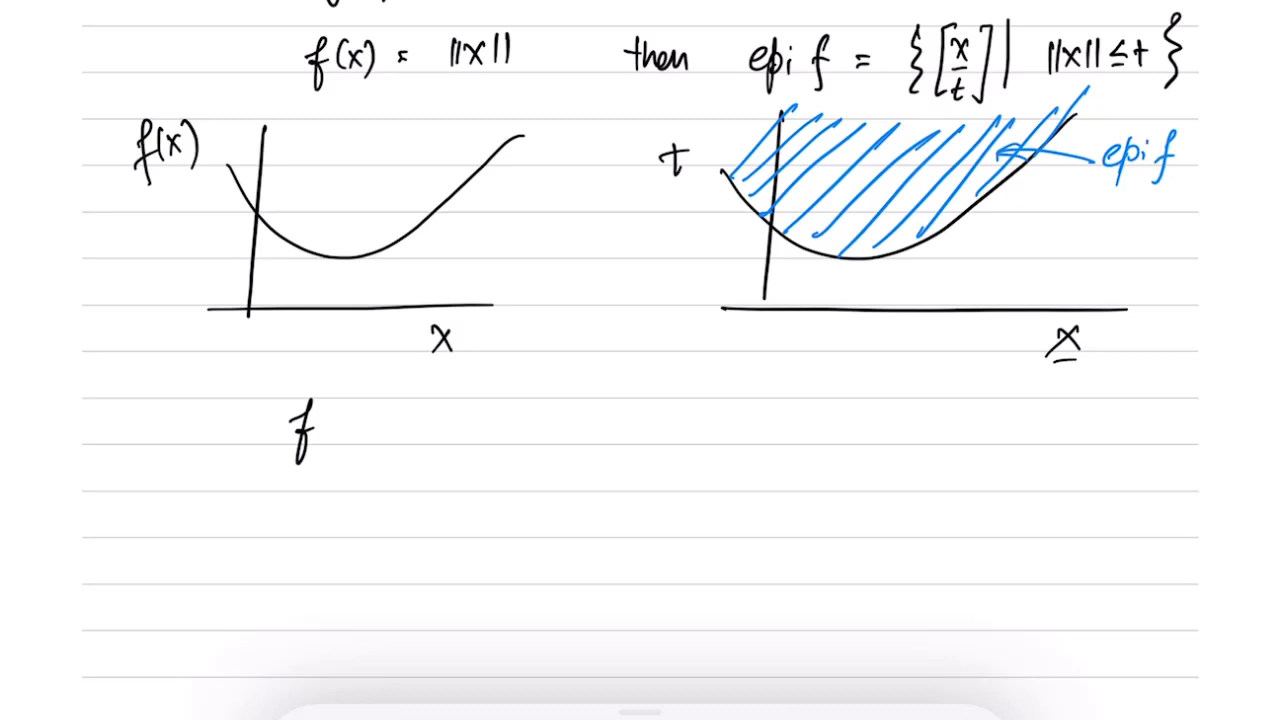 f(x) = ||x|| then epi f = { [x t] | ||x|| ≤ t }
f(x)
t
epi f
x
x
f